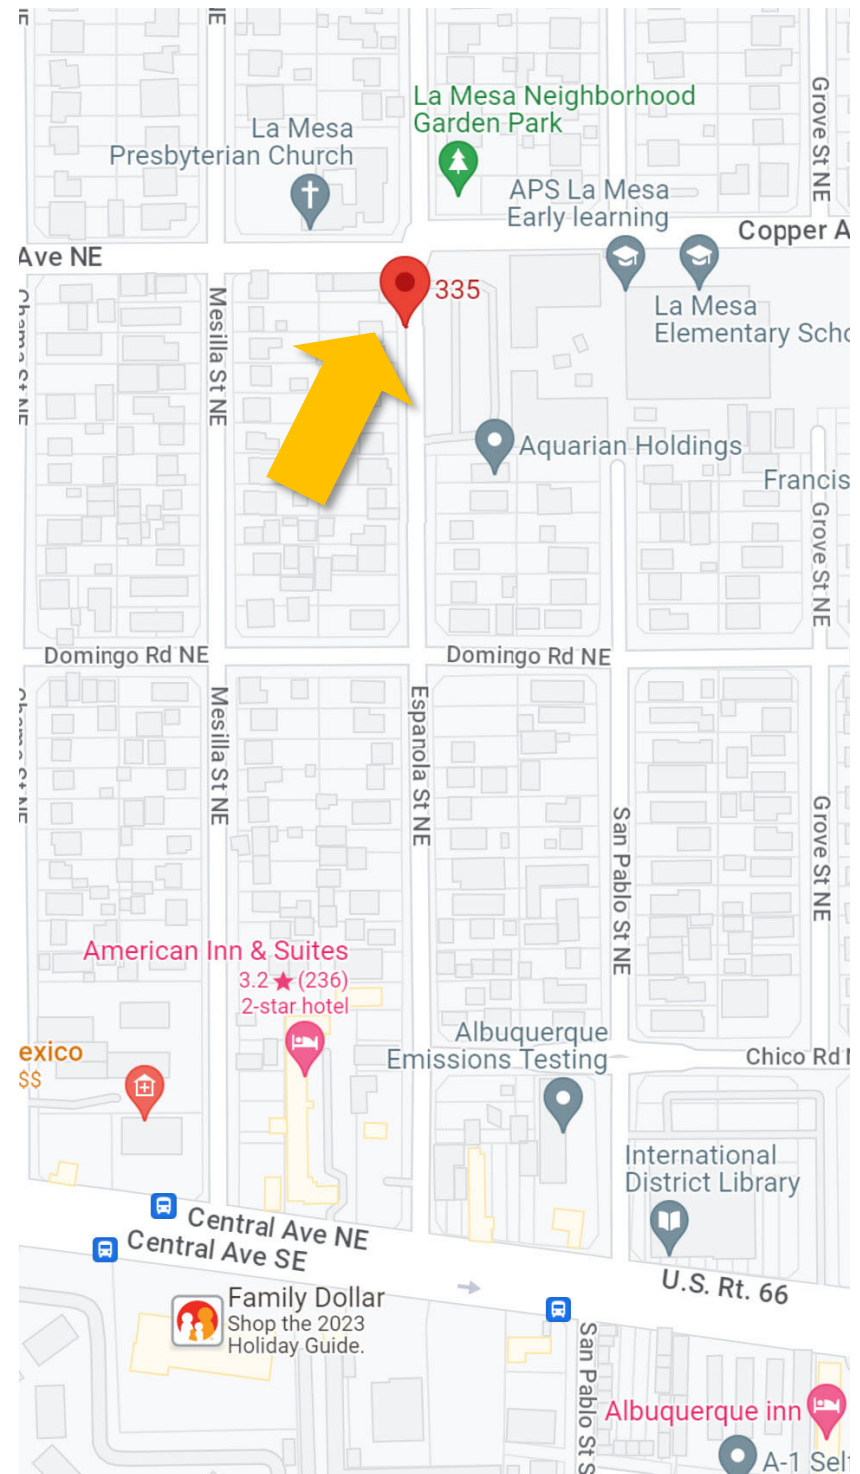 La Mesa Neighborhood
Garden Park
Grove St NE
La Mesa
Presbyterian Church
APS La Mesa
Early learning
Copper A
Ave NE
335
La Mesa
Elementary Scho
Mesilla St NE
Aquarian Holdings
Francis
Grove St NE
Domingo Rd NE
Domingo Rd NE
Mesilla St NE
Espanola St NE
San Pablo St NE
Grove St NE
American Inn & Suites
3.2 ★ (236)
2-star hotel
exico
$$
Albuquerque
Emissions Testing
Chico Rd N
International
District Library
Central Ave NE
Central Ave SE
U.S. Rt. 66
Family Dollar
Shop the 2023
Holiday Guide.
San Pablo St S
Albuquerque inn
A-1 Self